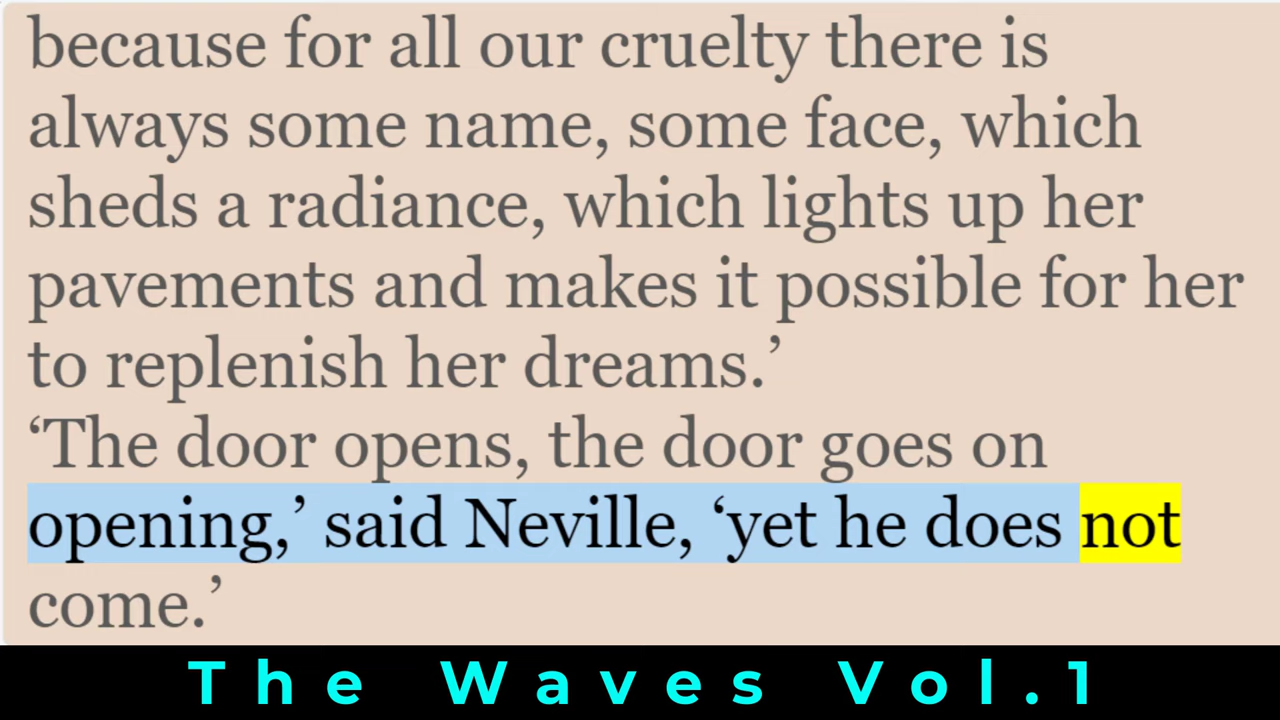 because for all our cruelty there is
always some name, some face, which
sheds a radiance, which lights up her
pavements and makes it possible for her
to replenish her dreams.’
‘The door opens, the door goes on
opening,’ said Neville, ‘yet he does not
come.’
The Waves Vol.1